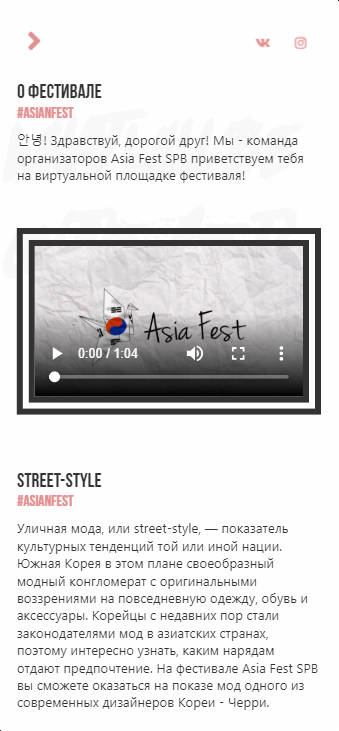 О ФЕСТИВАЛЕ
#ASIANFEST
안녕! Здравствуй, дорогой друг! Мы - команда
организаторов Asia Fest SPB приветствуем тебя
на виртуальной площадке фестиваля!
Asia Fest
0:00 / 1:04
STREET-STYLE
#ASIANFEST
Уличная мода, или street-style, — показатель
культурных тенденций той или иной нации.
Южная Корея в этом плане своеобразный
модный конгломерат с оригинальными
воззрениями на повседневную одежду, обувь и
аксессуары. Корейцы с недавних пор стали
законодателями мод в азиатских странах,
поэтому интересно узнать, каким нарядам
отдают предпочтение. На фестивале Asia Fest SPB
вы сможете оказаться на показе мод одного из
современных дизайнеров Кореи - Черри.